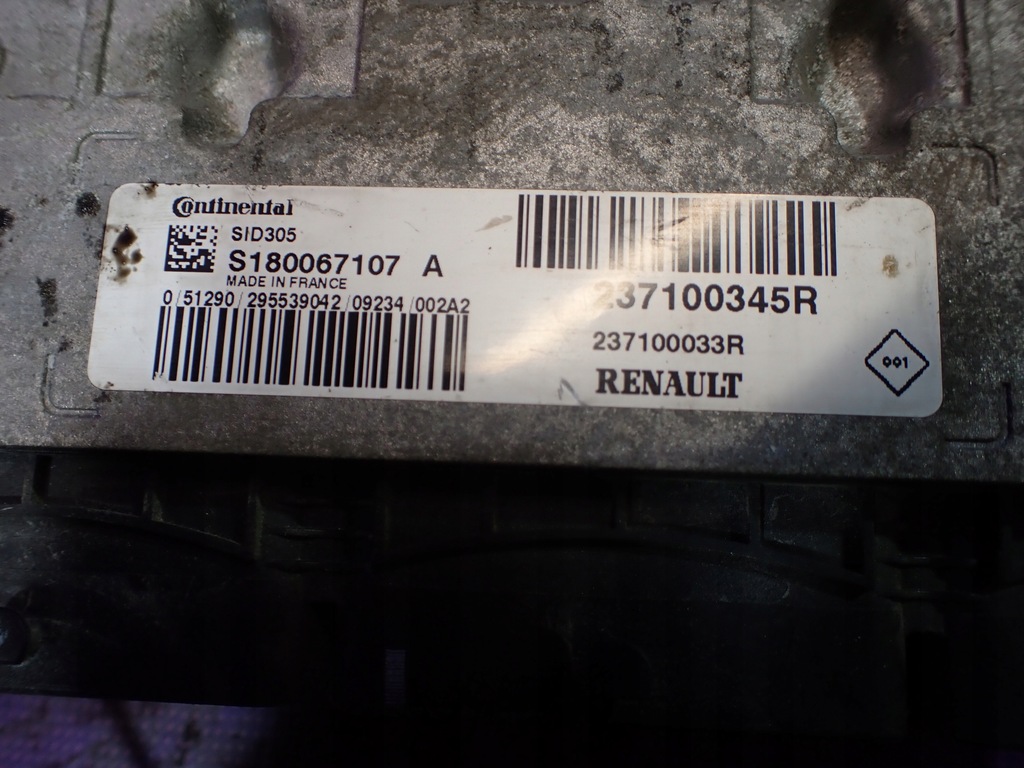 Continental
SID305
S180067107 A
MADE IN FRANCE
0/51290/295539042/09234/002A2
237100345R
237100033R
RENAULT
001